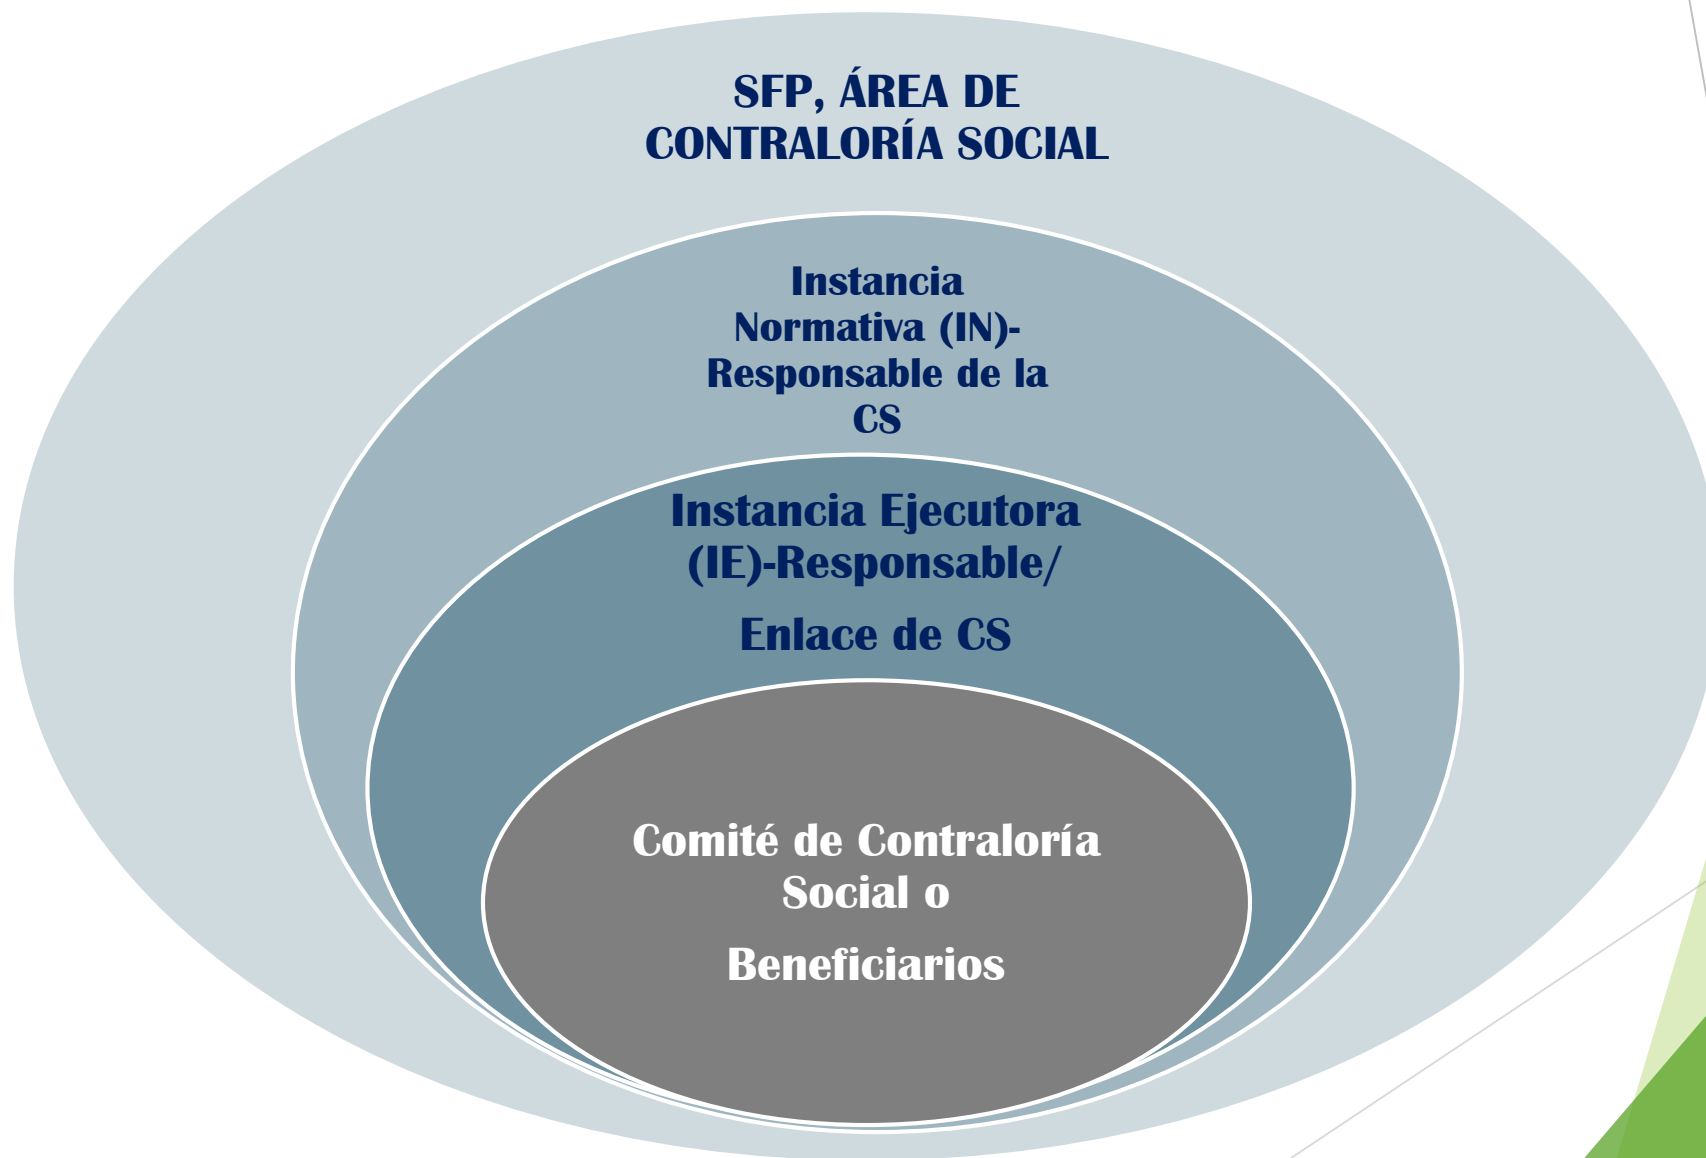 SFP, ÁREA DE
CONTRALORÍA SOCIAL
Instancia
Normativa (IN)-
Responsable de la
CS
Instancia Ejecutora
(IE)-Responsable/
Enlace de CS
Comité de Contraloría
Social o
Beneficiarios